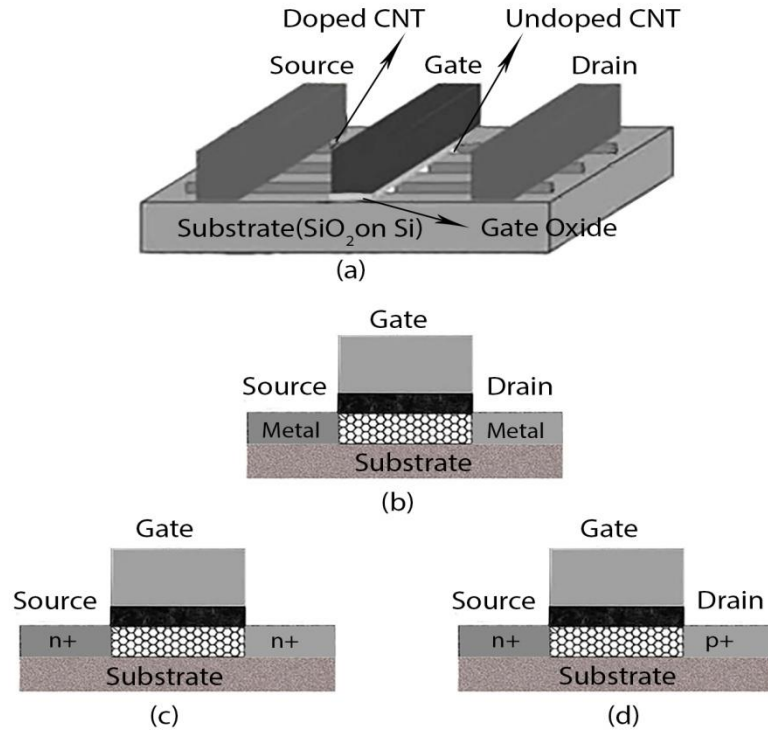 Doped CNT
Undoped CNT
Source
Gate
Drain
Substrate(SiO₂on Si)
Gate Oxide
(a)
Gate
Source
Drain
Metal
Metal
Substrate
(b)
Gate
Source
n+
n+
Substrate
(c)
Gate
Source
Drain
n+
p+
Substrate
(d)